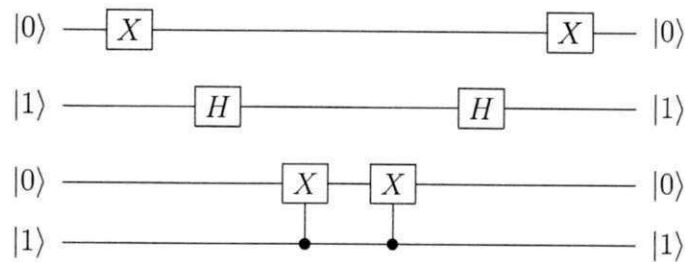 |0⟩ X X |0⟩
|1⟩ H H |1⟩
|0⟩ X X |0⟩
|1⟩ |1⟩